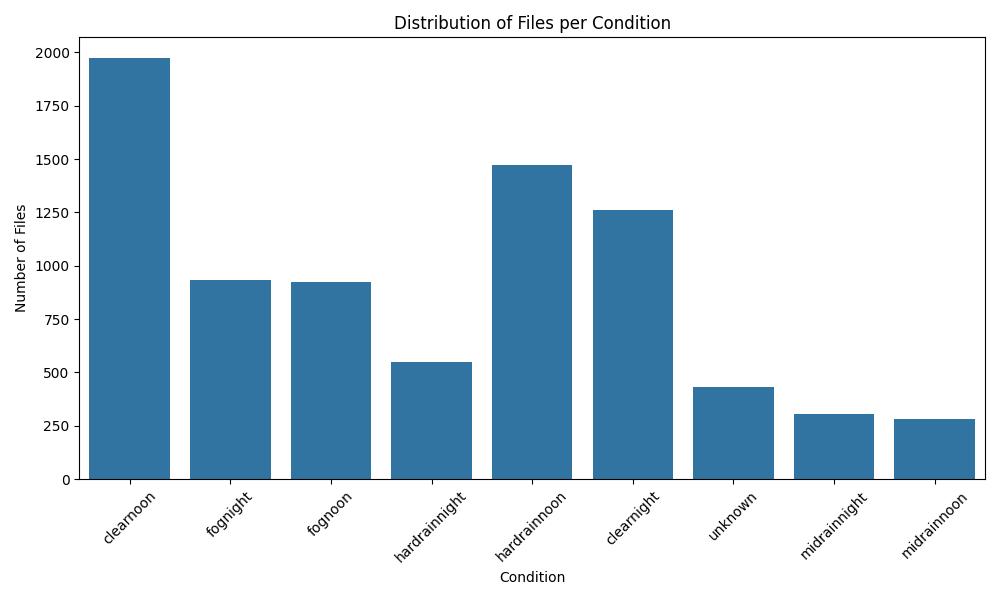 Distribution of Files per Condition
Number of Files
2000
1750
1500
1250
1000
750
500
250
0
clearnoon
fognight
fognoon
hardrainnight
hardrainnoon
clearnight
unknown
midrainnight
midrainnoon
Condition